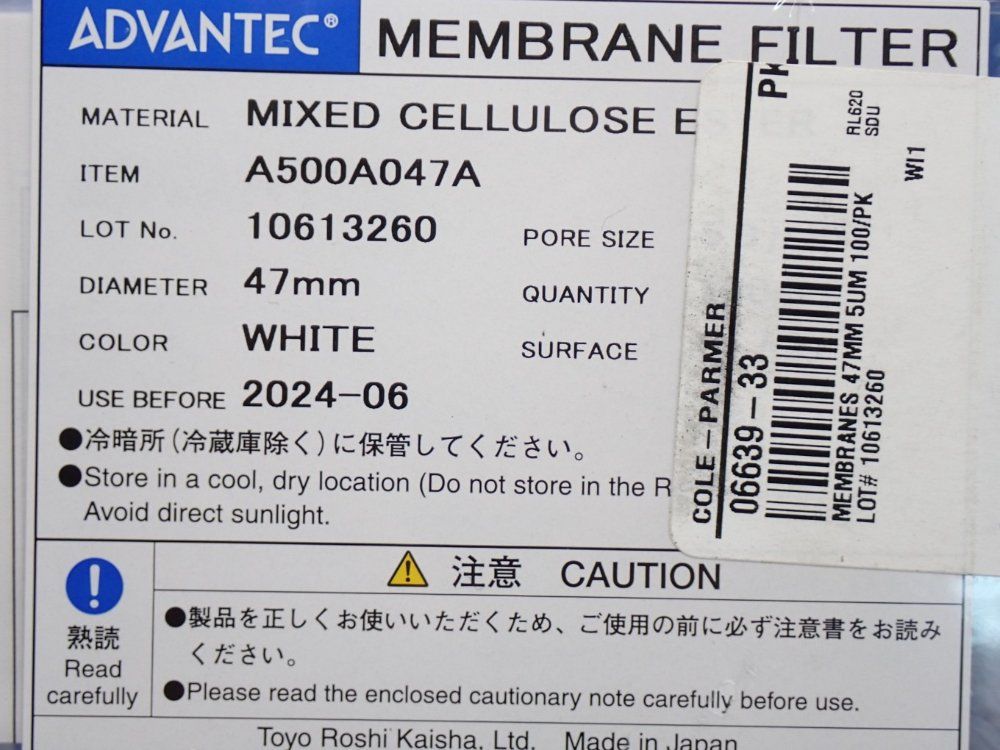 ADVANTEC®
MEMBRANE FILTER
MATERIAL MIXED CELLULOSE ESTER
ITEM A500A047A
LOT No. 10613260
PORE SIZE
DIAMETER 47mm
QUANTITY
COLOR WHITE
SURFACE
USE BEFORE 2024-06
●冷暗所(冷蔵庫除く)に保管してください。
●Store in a cool, dry location (Do not store in the R
Avoid direct sunlight.
COLE-PARMER
06639-33
MEMBRANES 47MM 5UM 100/PK
LOT# 10613260
PK
RL620
SDU
WI1
熟読
Read
carefully
注意 CAUTION
●製品を正しくお使いいただくため、ご使用の前に必ず注意書をお読み
ください。
●Please read the enclosed cautionary note carefully before use.
Toyo Roshi Kaisha, Ltd. Made in Japan